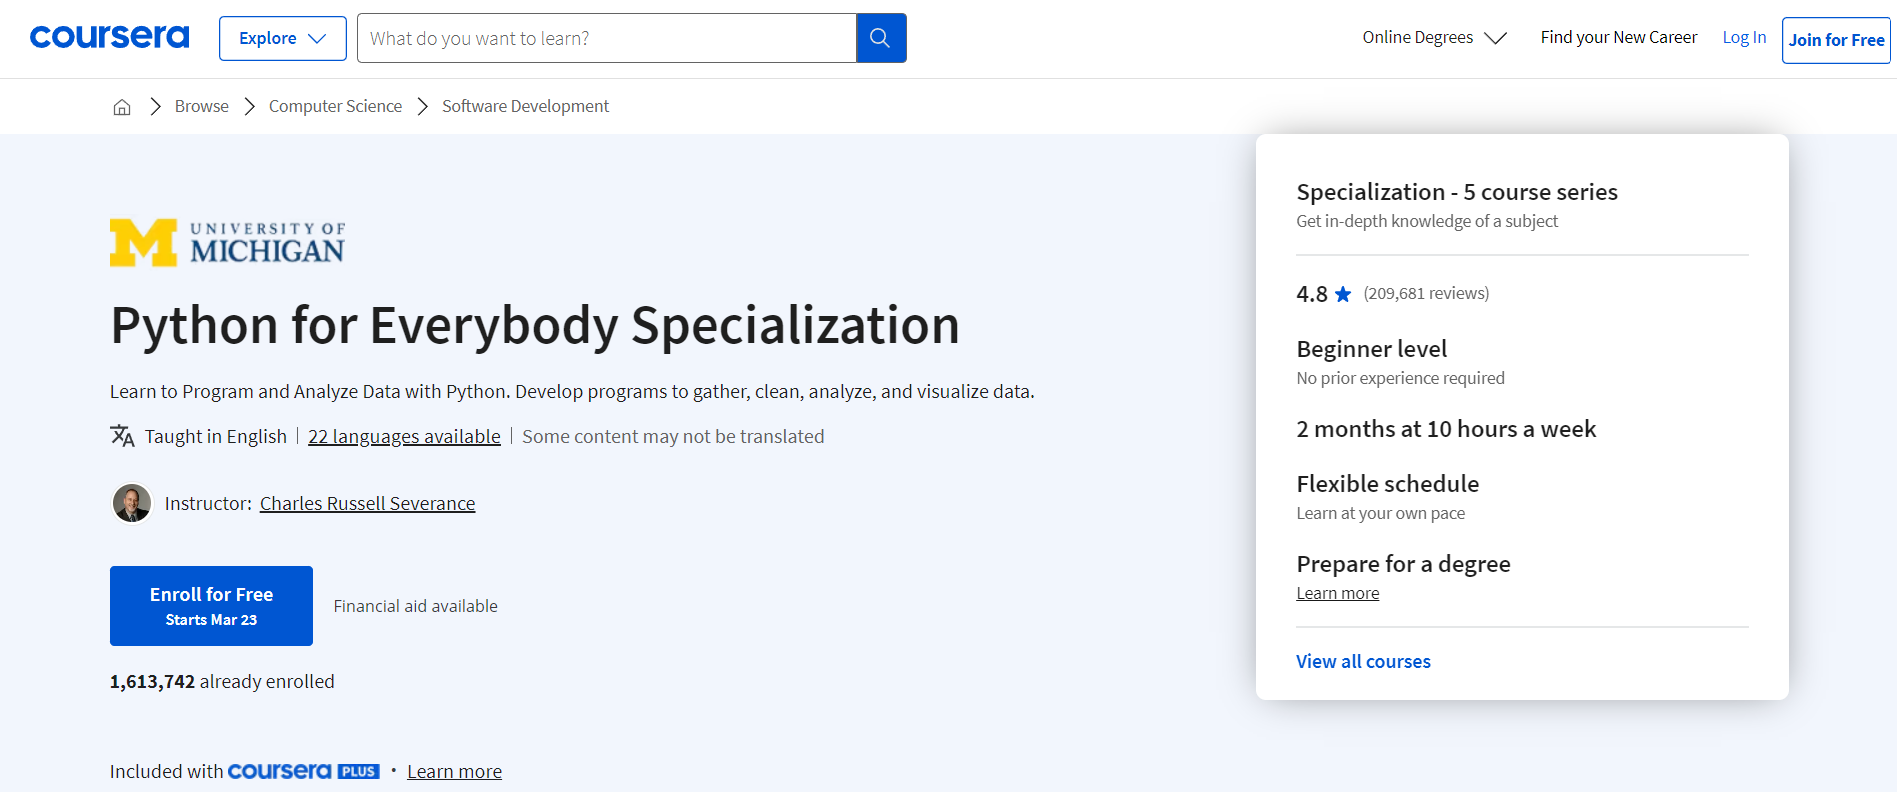 coursera
Explore
What do you want to learn?
Online Degrees
Find your New Career
Log In
Join for Free
Browse
Computer Science
Software Development
UNIVERSITY OF
MICHIGAN
Python for Everybody Specialization
Learn to Program and Analyze Data with Python. Develop programs to gather, clean, analyze, and visualize data.
Taught in English | 22 languages available | Some content may not be translated
Instructor: Charles Russell Severance
Enroll for Free
Starts Mar 23
Financial aid available
1,613,742 already enrolled
Included with coursera PLUS • Learn more
Specialization - 5 course series
Get in-depth knowledge of a subject
4.8 (209,681 reviews)
Beginner level
No prior experience required
2 months at 10 hours a week
Flexible schedule
Learn at your own pace
Prepare for a degree
Learn more
View all courses